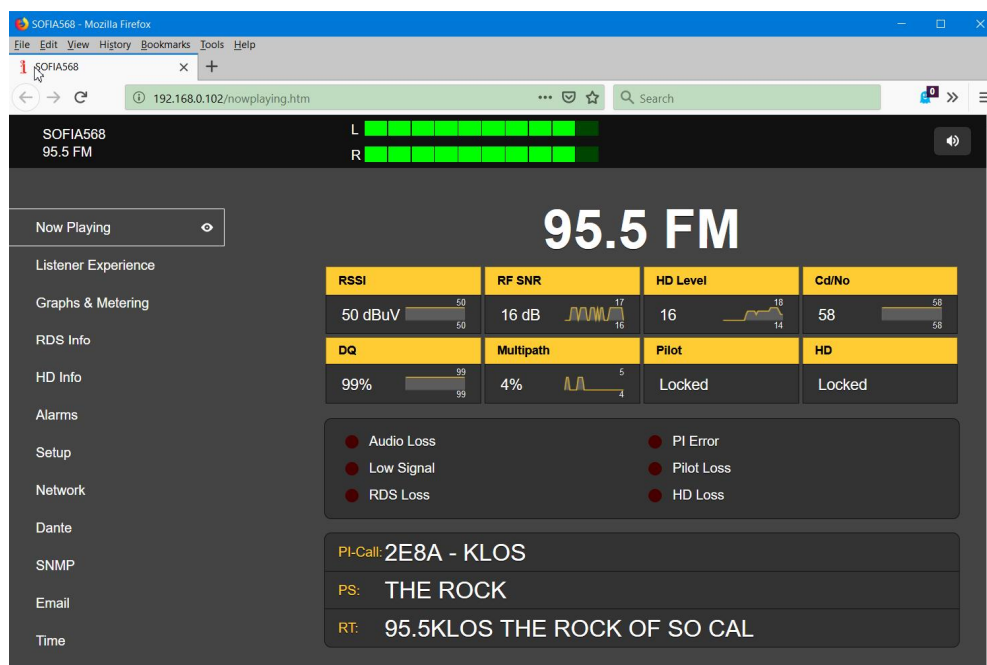 SOFIA568 - Mozilla Firefox
File Edit View History Bookmarks Tools Help
SOFIA568
192.168.0.102/nowplaying.htm
Search
0
SOFIA568
95.5 FM
L
R
Now Playing
Listener Experience
Graphs & Metering
RDS Info
HD Info
Alarms
Setup
Network
Dante
SNMP
Email
Time
95.5 FM
RSSI RF SNR HD Level Cd/No
50 17 18 58
50 dBuV 16 dB 16 58
50 16 14 58
DQ Multipath Pilot HD
99 5
99% 4% Locked Locked
99 4
Audio Loss PI Error
Low Signal Pilot Loss
RDS Loss HD Loss
PI-Call: 2E8A - KLOS
PS: THE ROCK
RT: 95.5KLOS THE ROCK OF SO CAL